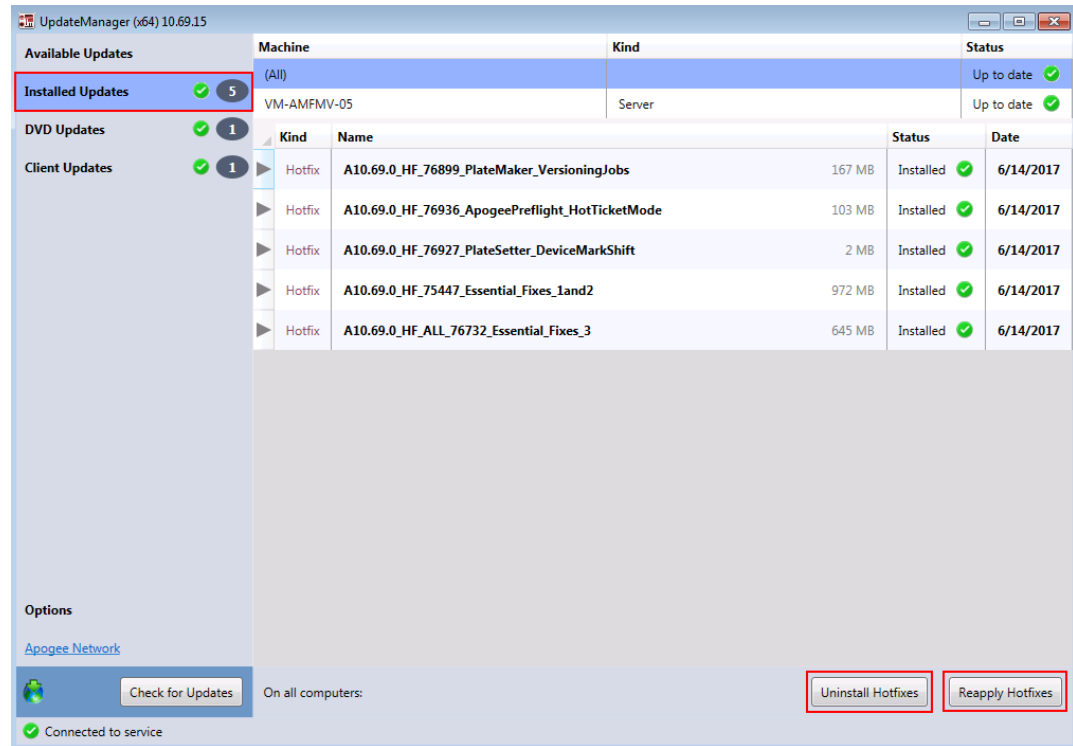 UpdateManager (x64) 10.69.15
Available Updates
Installed Updates 5
DVD Updates 1
Client Updates 1
Machine Kind Status
(All) Up to date
VM-AMFMV-05 Server Up to date
Kind Name Status Date
Hotfix A10.69.0_HF_76899_PlateMaker_VersioningJobs 167 MB Installed 6/14/2017
Hotfix A10.69.0_HF_76936_ApogeePreflight_HotTicketMode 103 MB Installed 6/14/2017
Hotfix A10.69.0_HF_76927_PlateSetter_DeviceMarkShift 2 MB Installed 6/14/2017
Hotfix A10.69.0_HF_75447_Essential_Fixes_1and2 972 MB Installed 6/14/2017
Hotfix A10.69.0_HF_ALL_76732_Essential_Fixes_3 645 MB Installed 6/14/2017
Options
Apogee Network
Check for Updates On all computers: Uninstall Hotfixes Reapply Hotfixes
Connected to service